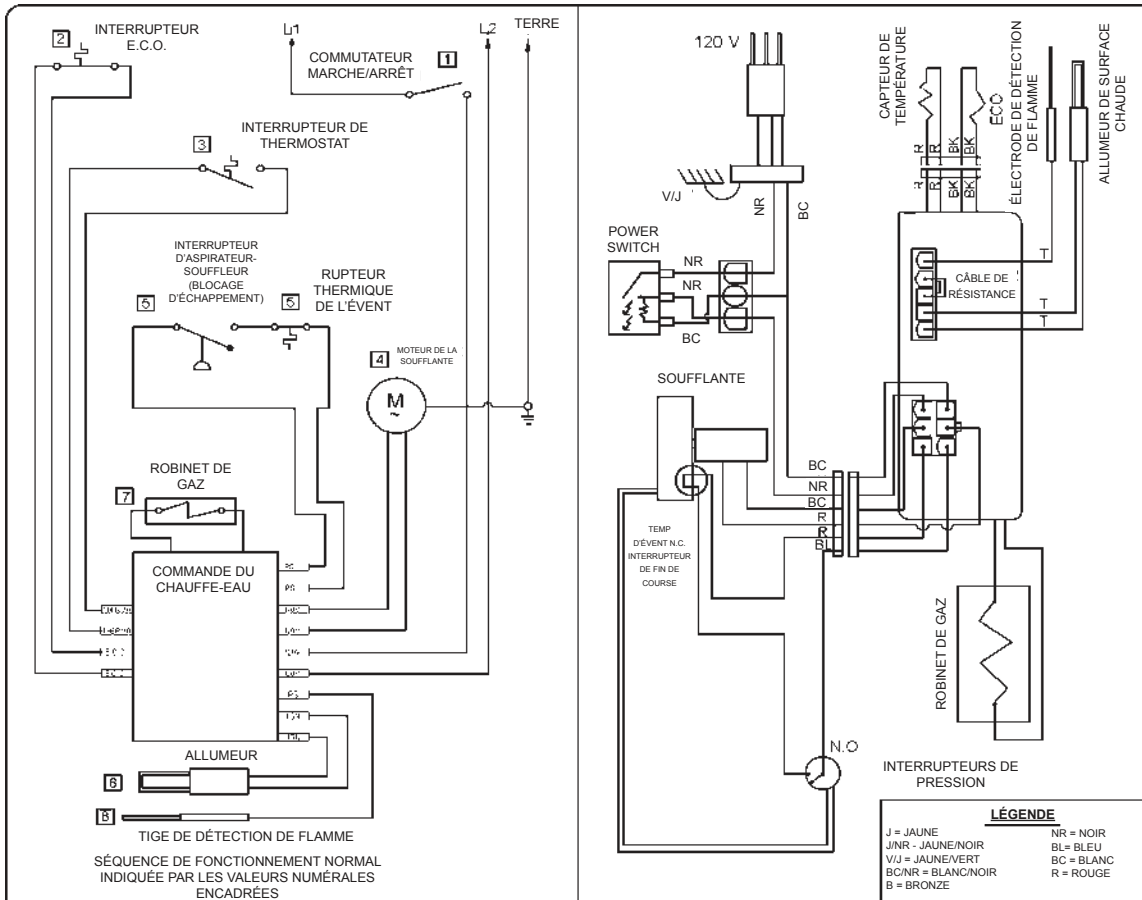 INTERRUPTEUR
E.C.O.
2
L1
L2
TERRE
COMMUTATEUR
MARCHE/ARRÊT
1
INTERRUPTEUR DE
THERMOSTAT
3
INTERRUPTEUR
D'ASPIRATEUR-
SOUFFLEUR
(BLOCAGE
D'ÉCHAPPEMENT)
RUPTEUR
THERMIQUE
DE L'ÉVENT
5
5
4
MOTEUR DE LA
SOUFFLANTE
M
~
ROBINET DE
GAZ
7
COMMANDE DU
CHAUFFE-EAU
PS
PS
ALLUMEUR
6
8
TIGE DE DÉTECTION DE FLAMME
SÉQUENCE DE FONCTIONNEMENT NORMAL
INDIQUÉE PAR LES VALEURS NUMÉRALES
ENCADRÉES
120 V
V/J
NR
BC
CAPTEUR DE
TEMPÉRATURE
ECO
ÉLECTRODE DE DÉTECTION
DE FLAMME
ALLUMEUR DE SURFACE
CHAUDE
R
R
BK
BK
R
R
BK
BK
POWER
SWITCH
NR
NR
BC
CÂBLE DE
RÉSISTANCE
T
T
T
SOUFFLANTE
BC
NR
BC
R
R
BL
TEMP
D'ÉVENT N.C.
INTERRUPTEUR
DE FIN DE
COURSE
ROBINET DE GAZ
N.O
INTERRUPTEURS DE
PRESSION
LÉGENDE
J = JAUNE
J/NR - JAUNE/NOIR
V/J = JAUNE/VERT
BC/NR = BLANC/NOIR
B = BRONZE
NR = NOIR
BL= BLEU
BC = BLANC
R = ROUGE